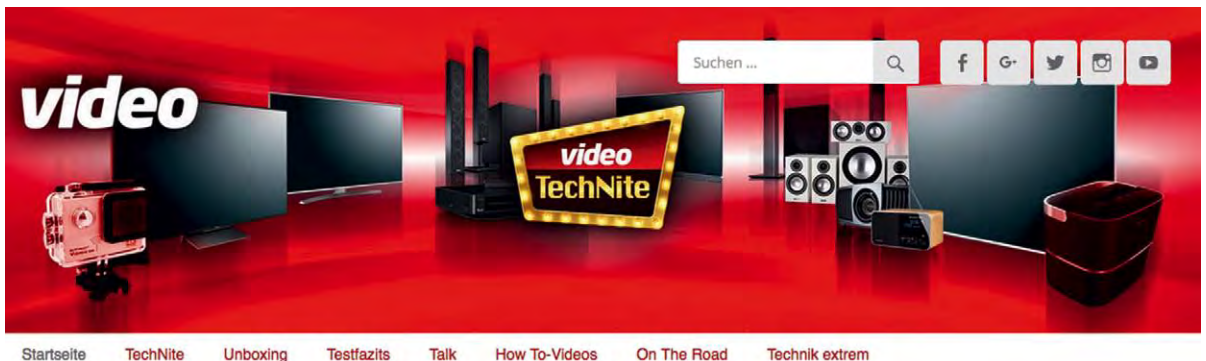 video
Suchen ...
video
TechNite
Startseite TechNite Unboxing Testfazits Talk How To-Videos On The Road Technik extrem